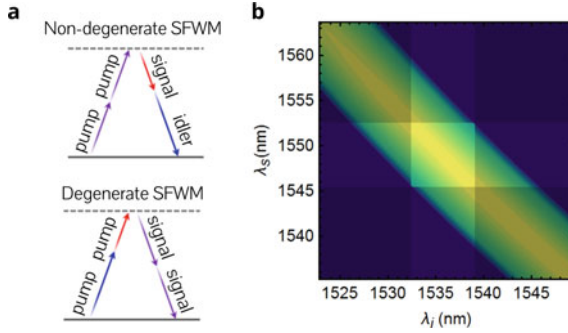 a
Non-degenerate SFWM
pump
pump
signal
idler
Degenerate SFWM
pump
pump
signal
signal
b
1560
1555
1550
1545
1540
λs(nm)
1525
1530
1535
1540
1545
λi (nm)